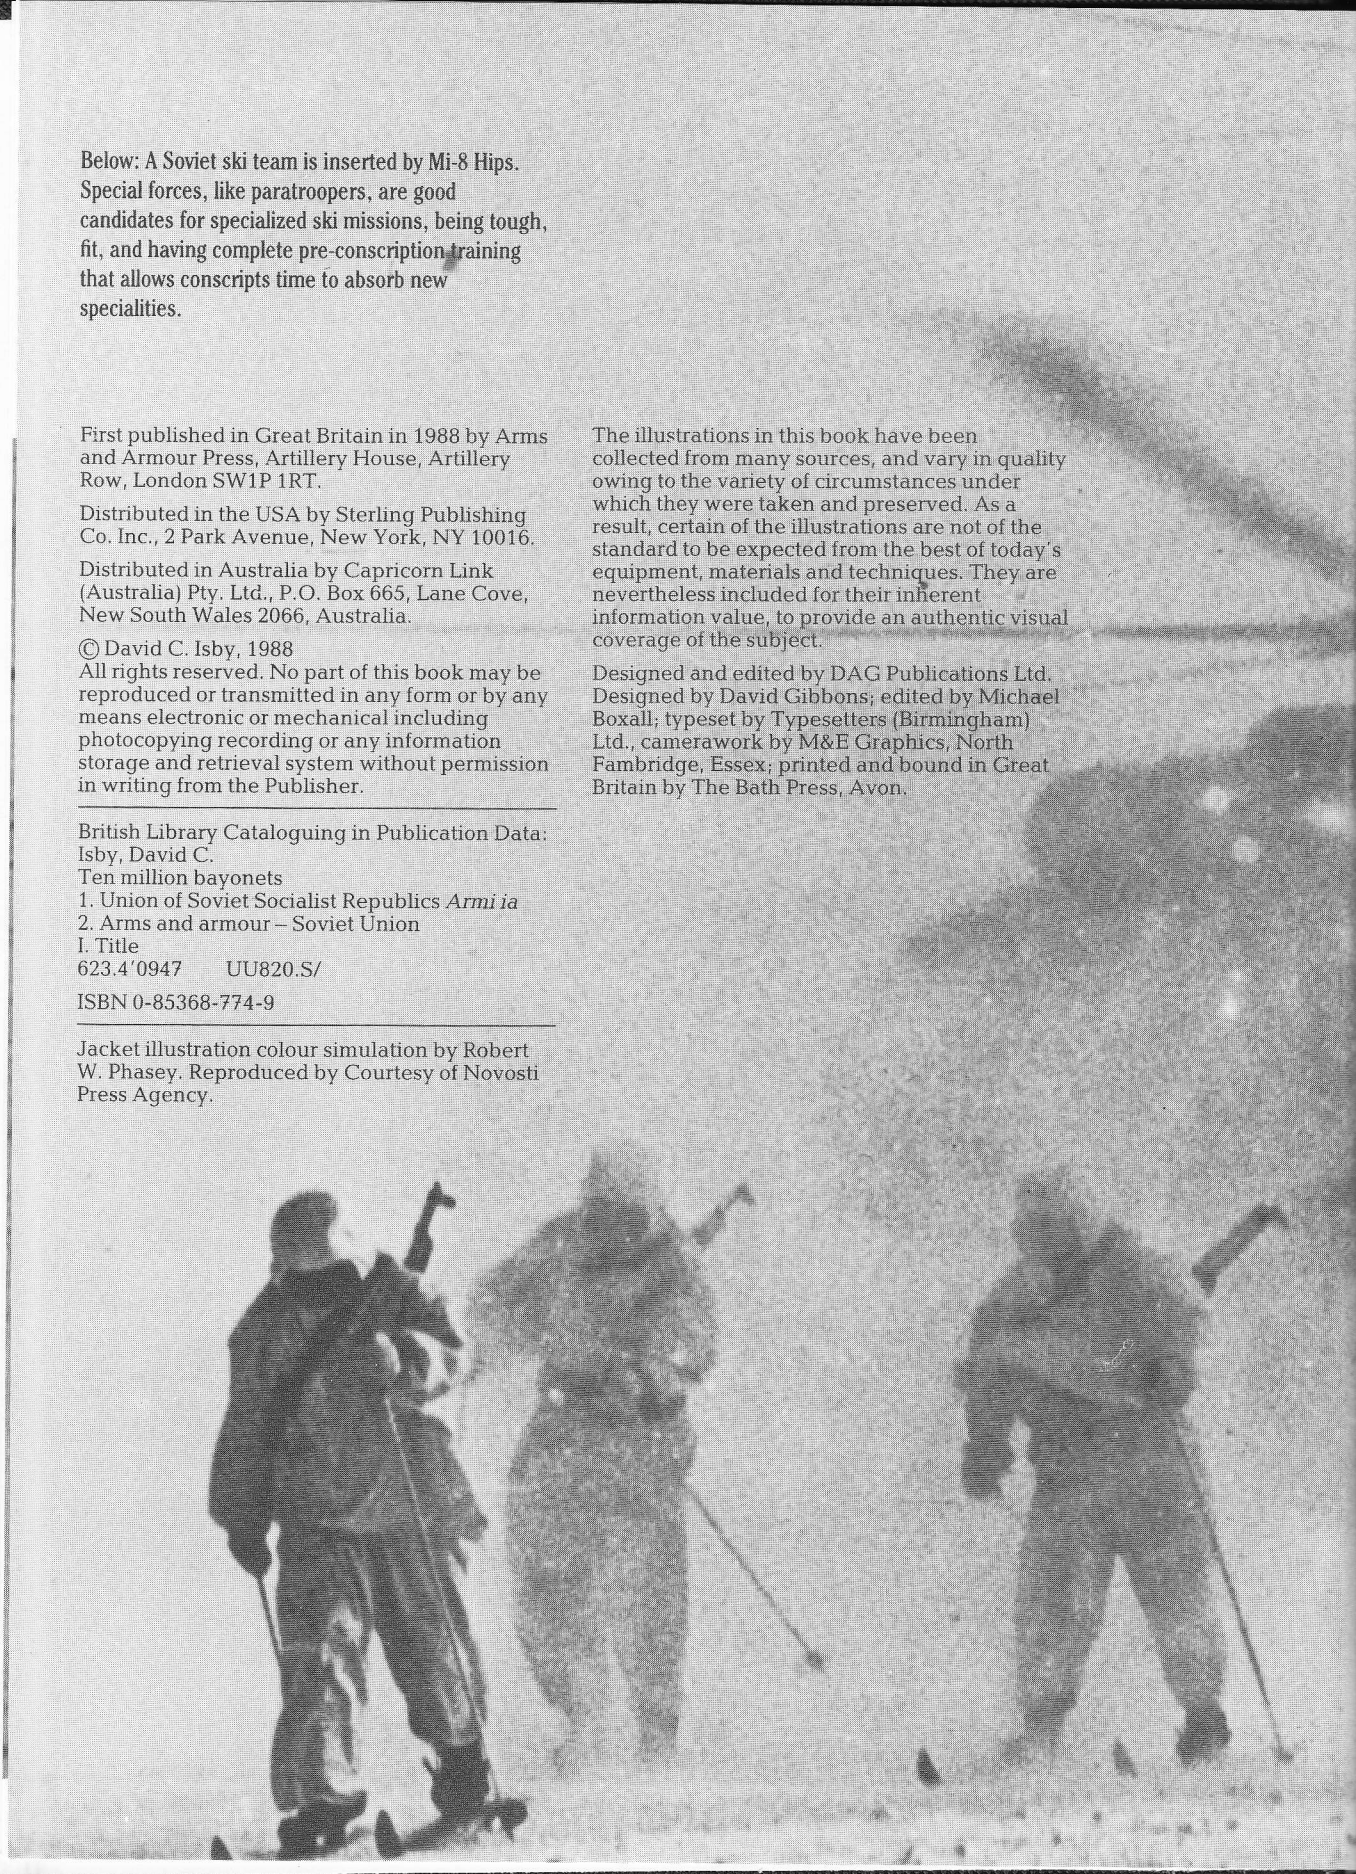 Below: A Soviet ski team is inserted by Mi-8 Hips.
Special forces, like paratroopers, are good
candidates for specialized ski missions, being tough,
fit, and having complete pre-conscription training
that allows conscripts time to absorb new
specialities.
First published in Great Britain in 1988 by Arms
and Armour Press, Artillery House, Artillery
Row, London SW1P 1RT.
Distributed in the USA by Sterling Publishing
Co. Inc., 2 Park Avenue, New York, NY 10016.
Distributed in Australia by Capricorn Link
(Australia) Pty. Ltd., P.O. Box 665, Lane Cove,
New South Wales 2066, Australia.
© David C. Isby, 1988
All rights reserved. No part of this book may be
reproduced or transmitted in any form or by any
means electronic or mechanical including
photocopying recording or any information
storage and retrieval system without permission
in writing from the Publisher.
British Library Cataloguing in Publication Data:
Isby, David C.
Ten million bayonets
1. Union of Soviet Socialist Republics Armi ia
2. Arms and armour – Soviet Union
I. Title
623.4'0947 UU820.S/
ISBN 0-85368-774-9
Jacket illustration colour simulation by Robert
W. Phasey. Reproduced by Courtesy of Novosti
Press Agency.
The illustrations in this book have been
collected from many sources, and vary in quality
owing to the variety of circumstances under
which they were taken and preserved. As a
result, certain of the illustrations are not of the
standard to be expected from the best of today's
equipment, materials and techniques. They are
nevertheless included for their inherent
information value, to provide an authentic visual
coverage of the subject.
Designed and edited by DAG Publications Ltd.
Designed by David Gibbons; edited by Michael
Boxall; typeset by Typesetters (Birmingham)
Ltd., camerawork by M&E Graphics, North
Fambridge, Essex; printed and bound in Great
Britain by The Bath Press, Avon.